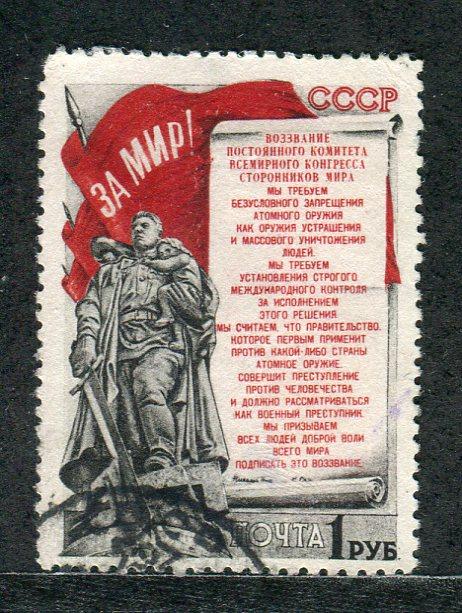 СССР
ЗА МИР!
ВОЗЗВАНИЕ
ПОСТОЯННОГО КОМИТЕТА
ВСЕМИРНОГО КОНГРЕССА
СТОРОННИКОВ МИРА
МЫ ТРЕБУЕМ
БЕЗУСЛОВНОГО ЗАПРЕЩЕНИЯ
АТОМНОГО ОРУЖИЯ
КАК ОРУЖИЯ УСТРАШЕНИЯ
И МАССОВОГО УНИЧТОЖЕНИЯ
ЛЮДЕЙ.
МЫ ТРЕБУЕМ
УСТАНОВЛЕНИЯ СТРОГОГО
МЕЖДУНАРОДНОГО КОНТРОЛЯ
ЗА ИСПОЛНЕНИЕМ
ЭТОГО РЕШЕНИЯ
МЫ СЧИТАЕМ, ЧТО ПРАВИТЕЛЬСТВО,
КОТОРОЕ ПЕРВЫМ ПРИМЕНИТ
ПРОТИВ КАКОЙ-ЛИБО СТРАНЫ
АТОМНОЕ ОРУЖИЕ,
СОВЕРШИТ ПРЕСТУПЛЕНИЕ
ПРОТИВ ЧЕЛОВЕЧЕСТВА
И ДОЛЖНО РАССМАТРИВАТЬСЯ
КАК ВОЕННЫЙ ПРЕСТУПНИК.
МЫ ПРИЗЫВАЕМ
ВСЕХ ЛЮДЕЙ ДОБРОЙ ВОЛИ
ВСЕГО МИРА
ПОДПИСАТЬ ЭТО ВОЗЗВАНИЕ.
ПОЧТА 1 РУБ